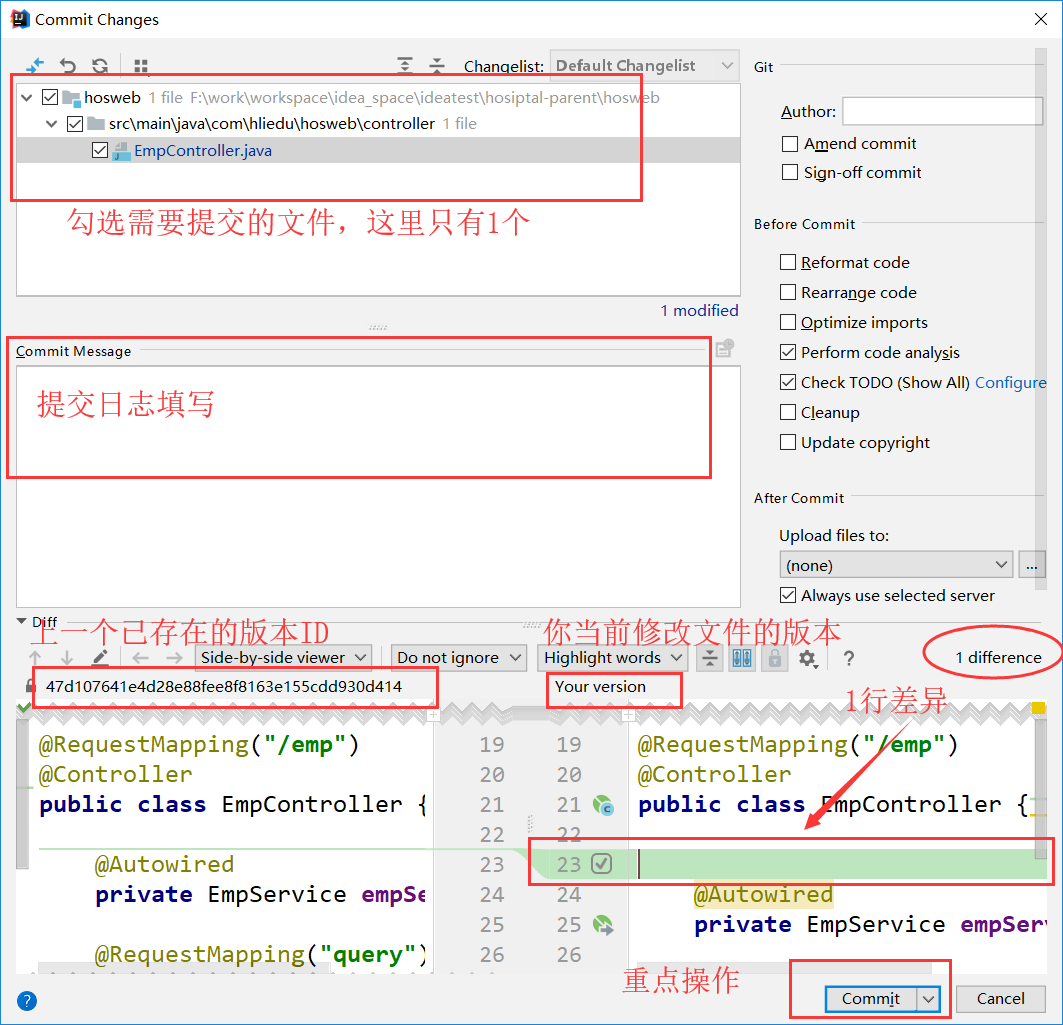 Commit Changes
Changelist: Default Changelist
hosweb 1 file F:\work\workspace\idea_space\ideatest\hosiptal-parent\hosweb
src\main\java\com\hliedu\hosweb\controller 1 file
EmpController.java
勾选需要提交的文件，这里只有1个
1 modified
Commit Message
提交日志填写
Git
Author:
Amend commit
Sign-off commit
Before Commit
Reformat code
Rearrange code
Optimize imports
Perform code analysis
Check TODO (Show All) Configure
Cleanup
Update copyright
After Commit
Upload files to:
(none)
...
Always use selected server
Diff
上一个已存在的版本ID
你当前修改文件的版本
Side-by-side viewer
Do not ignore
Highlight words
?
1 difference
47d107641e4d28e88fee8f8163e155cdd930d414
Your version
1行差异
@RequestMapping("/emp") 19 19 @RequestMapping("/emp")
@Controller 20 20 @Controller
public class EmpController { 21 21 public class EmpController {
22 22
@Autowired 23 23
private EmpService empSe 24 24 @Autowired
25 25 private EmpService empServ
@RequestMapping("query") 26 26
重点操作
? Commit Cancel